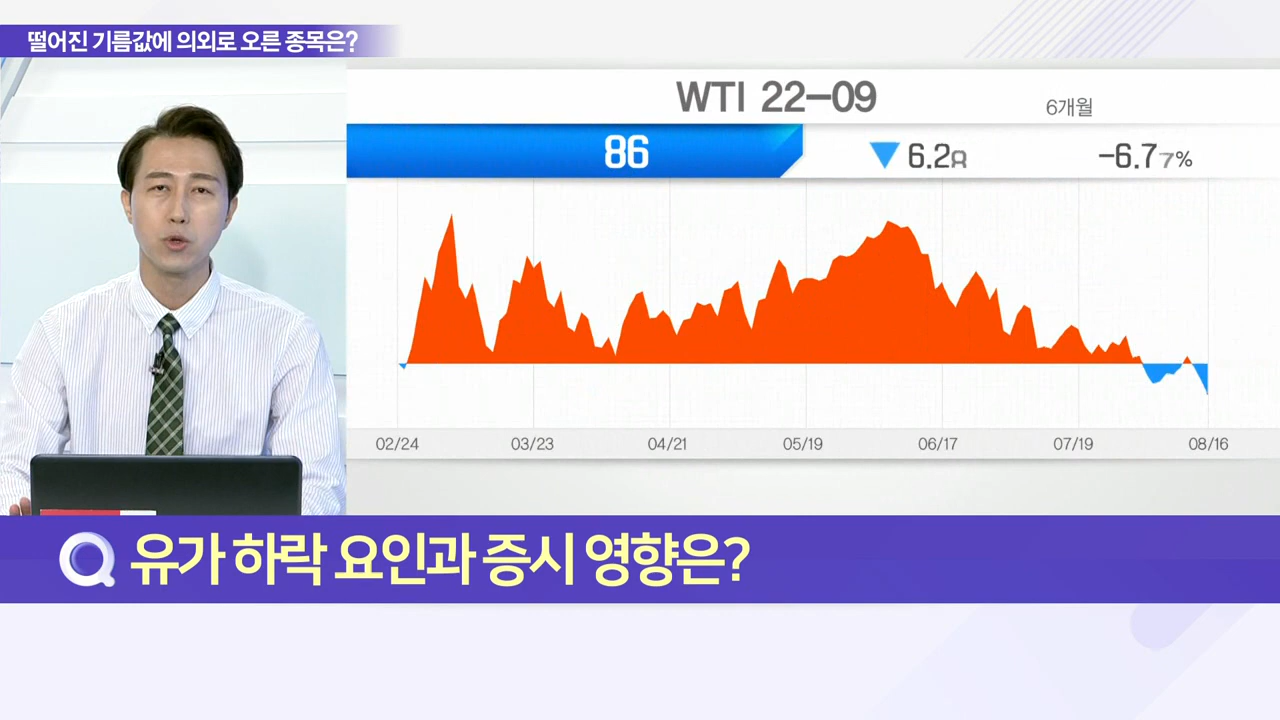 떨어진 기름값에 의외로 오른 종목은?
WTI 22-09
6개월
86
▼ 6.2
-6.7
%
02/24
03/23
04/21
05/19
06/17
07/19
08/16
유가 하락 요인과 증시 영향은?